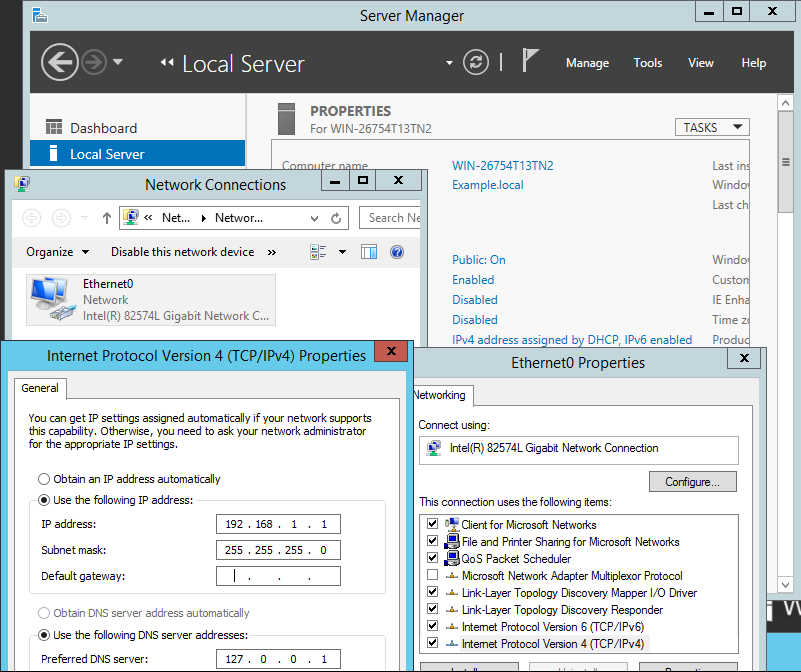 Server Manager
Local Server
Manage Tools View Help
Dashboard
Local Server
PROPERTIES
For WIN-26754T13TN2
TASKS
Computer name WIN-26754T13TN2 Last ins
Example.local Window
Last ch
Public: On Window
Enabled Custom
Disabled IE Enha
Disabled Time zo
IPv4 address assigned by DHCP, IPv6 enabled Produc
Network Connections
Net... Networ... Search Ne
Organize Disable this network device »
Ethernet0
Network
Intel(R) 82574L Gigabit Network C...
Internet Protocol Version 4 (TCP/IPv4) Properties
General
You can get IP settings assigned automatically if your network supports
this capability. Otherwise, you need to ask your network administrator
for the appropriate IP settings.
Obtain an IP address automatically
Use the following IP address:
IP address: 192 . 168 . 1 . 1
Subnet mask: 255 . 255 . 255 . 0
Default gateway: . . .
Obtain DNS server address automatically
Use the following DNS server addresses:
Preferred DNS server: 127 . 0 . 0 . 1
Ethernet0 Properties
Networking
Connect using:
Intel(R) 82574L Gigabit Network Connection
Configure...
This connection uses the following items:
Client for Microsoft Networks
File and Printer Sharing for Microsoft Networks
QoS Packet Scheduler
Microsoft Network Adapter Multiplexor Protocol
Link-Layer Topology Discovery Mapper I/O Driver
Link-Layer Topology Discovery Responder
Internet Protocol Version 6 (TCP/IPv6)
Internet Protocol Version 4 (TCP/IPv4)